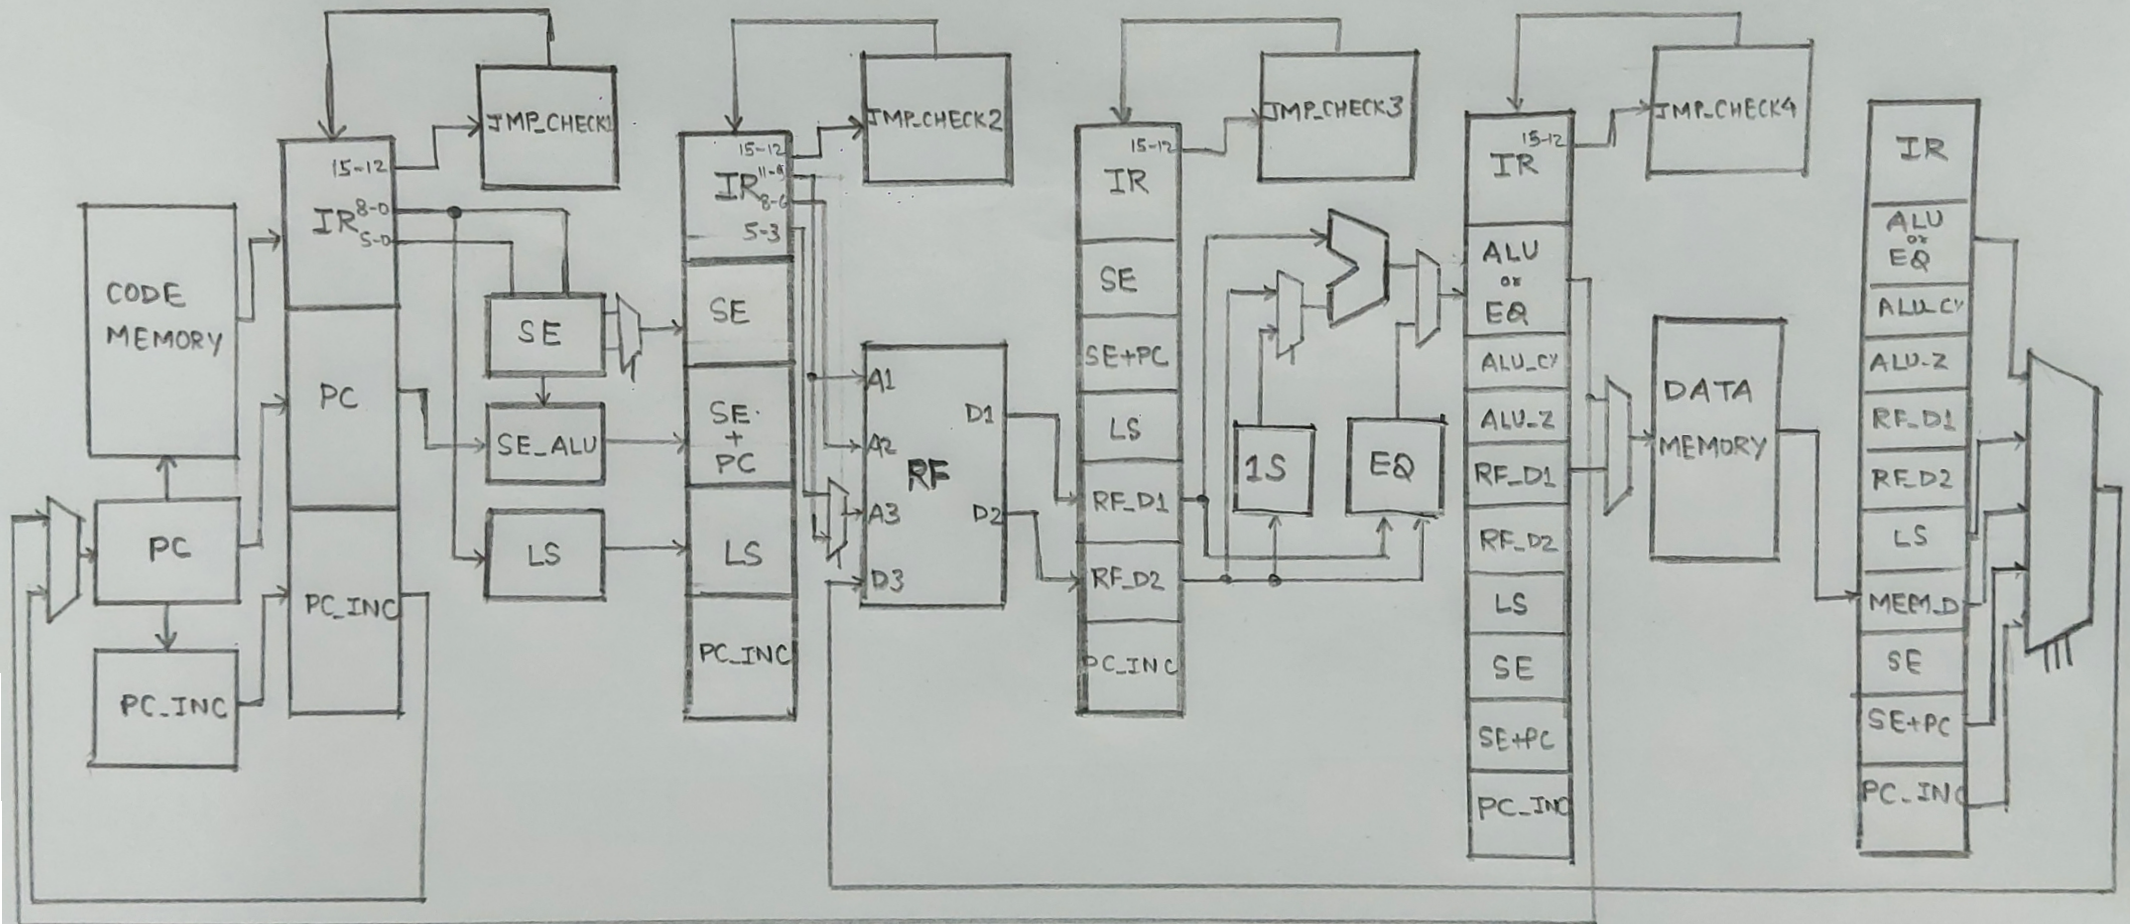 JMP_CHECK1
JMP_CHECK2
JMP_CHECK3
JMP_CHECK4
CODE
MEMORY
PC
PC_INC
15-12
IR 8-0
5-0
PC
PC_INC
SE
SE_ALU
LS
15-12
IR 11-9
8-6
5-3
SE
SE
+
PC
LS
PC_INC
A1
A2
A3
D3
RF
D1
D2
15-12
IR
SE
SE+PC
LS
RF_D1
RF_D2
PC_INC
1S
EQ
15-12
IR
ALU
or
EQ
ALU_CY
ALU_Z
RF_D1
RF_D2
LS
SE
SE+PC
PC_INC
DATA
MEMORY
IR
ALU
or
EQ
ALU_CY
ALU_Z
RF_D1
RF_D2
LS
MEM_D
SE
SE+PC
PC_INC